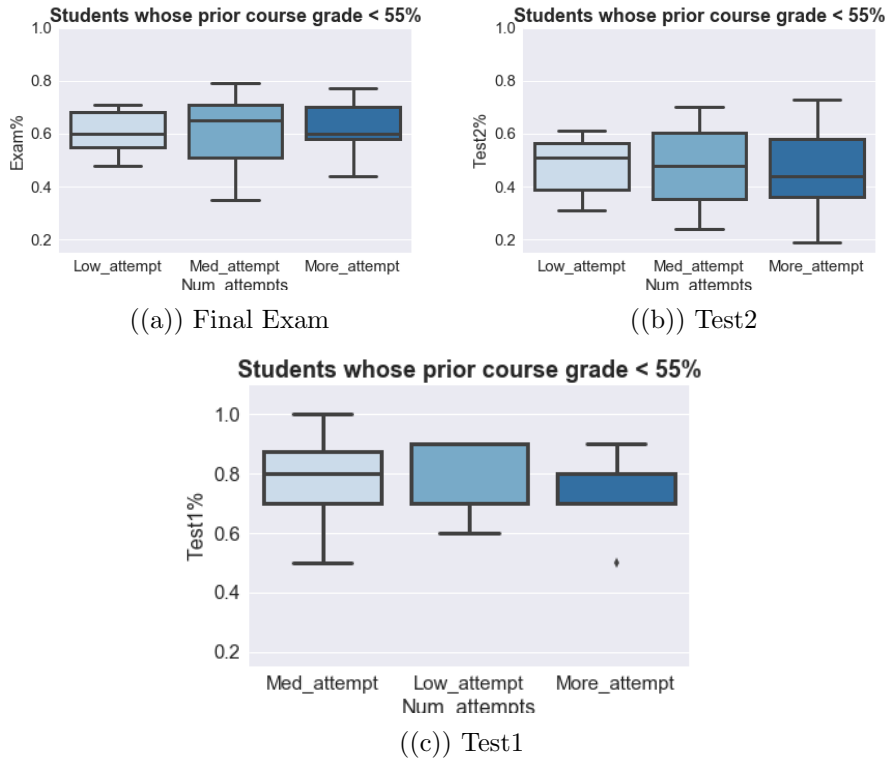 Students whose prior course grade < 55%
1.0
0.8
0.6
0.4
0.2
Exam%
Low_attempt Med_attempt More_attempt
Num_attempts
((a)) Final Exam
Students whose prior course grade < 55%
1.0
0.8
0.6
0.4
0.2
Test2%
Low_attempt Med_attempt More_attempt
Num_attempts
((b)) Test2
Students whose prior course grade < 55%
1.0
0.8
0.6
0.4
0.2
Test1%
Med_attempt Low_attempt More_attempt
Num_attempts
((c)) Test1